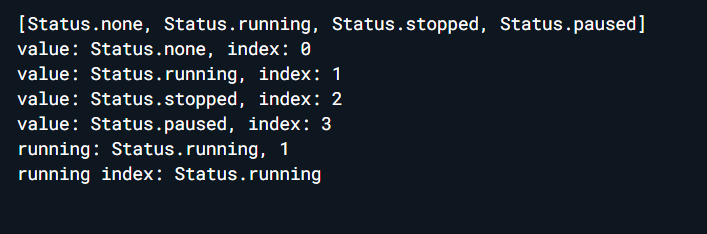 [Status.none, Status.running, Status.stopped, Status.paused]
value: Status.none, index: 0
value: Status.running, index: 1
value: Status.stopped, index: 2
value: Status.paused, index: 3
running: Status.running, 1
running index: Status.running